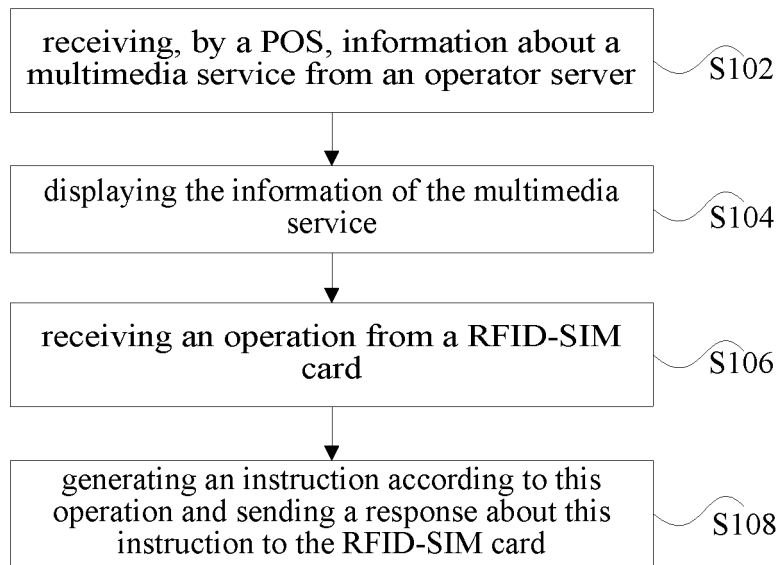 receiving, by a POS, information about a
multimedia service from an operator server
S102
displaying the information of the multimedia
service
S104
receiving an operation from a RFID-SIM
card
S106
generating an instruction according to this
operation and sending a response about this
instruction to the RFID-SIM card
S108